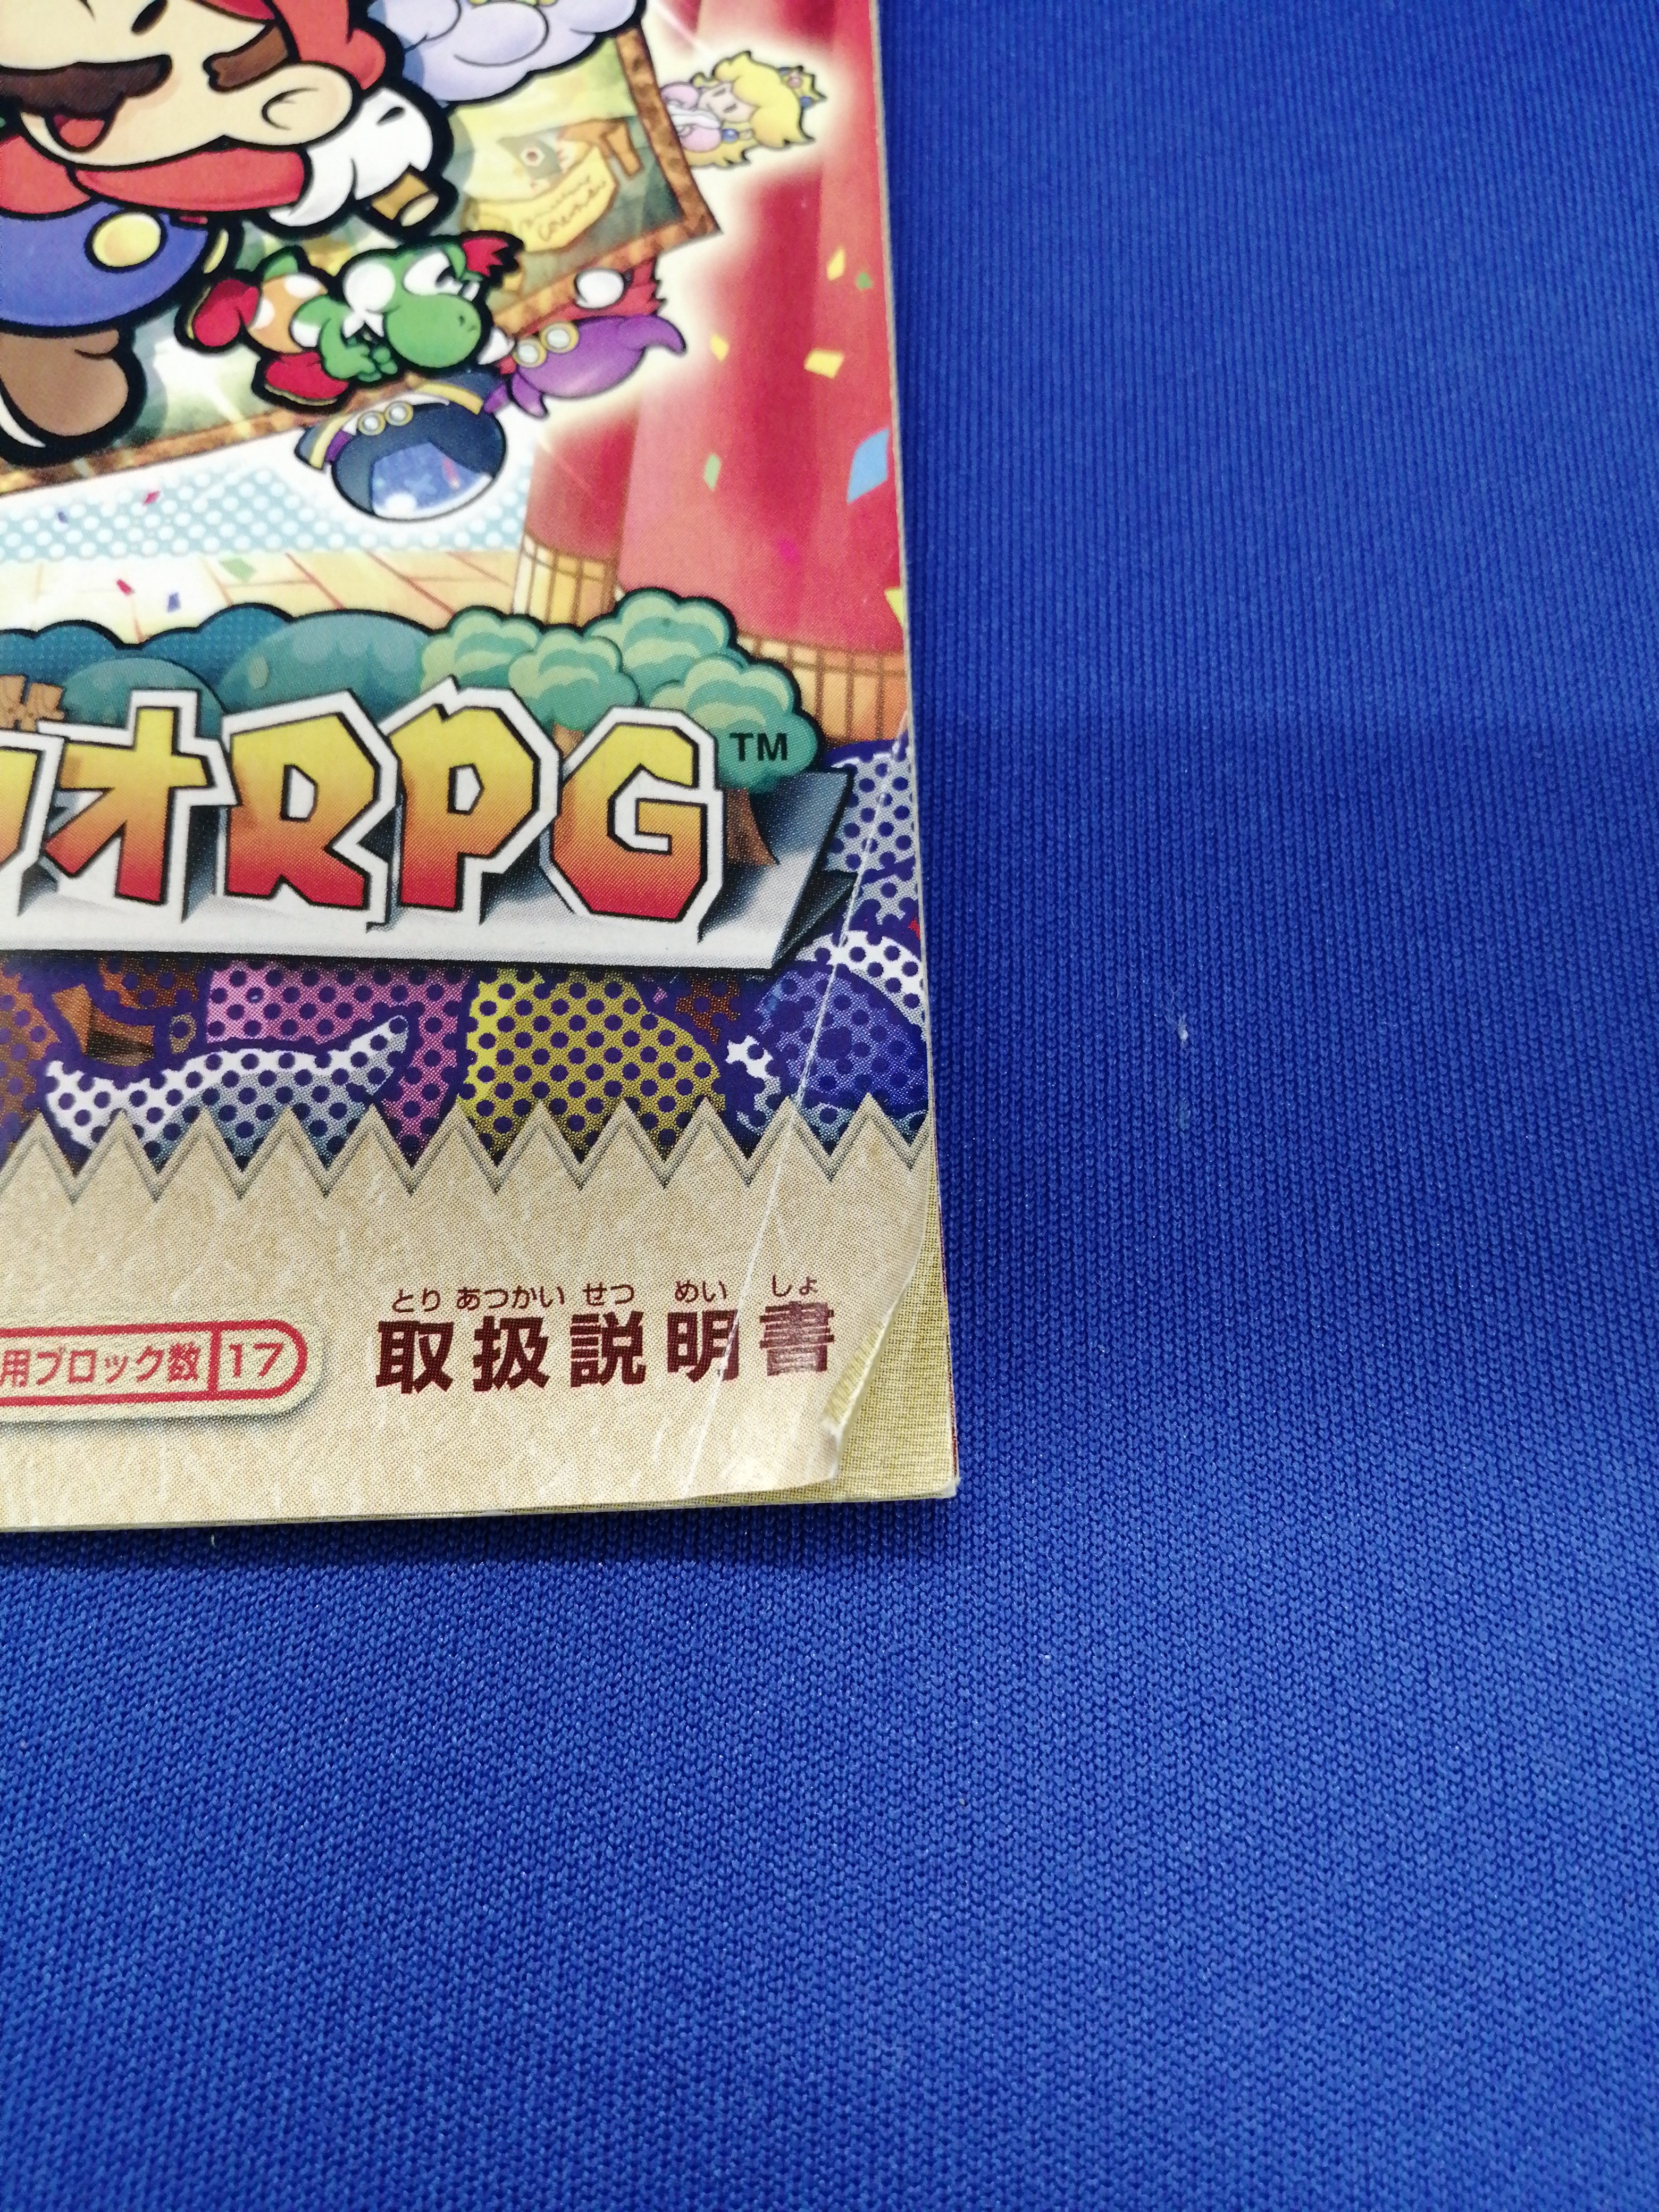 オRPG™
用ブロック数 17
とり あつかい せつ めい しょ
取扱説明書